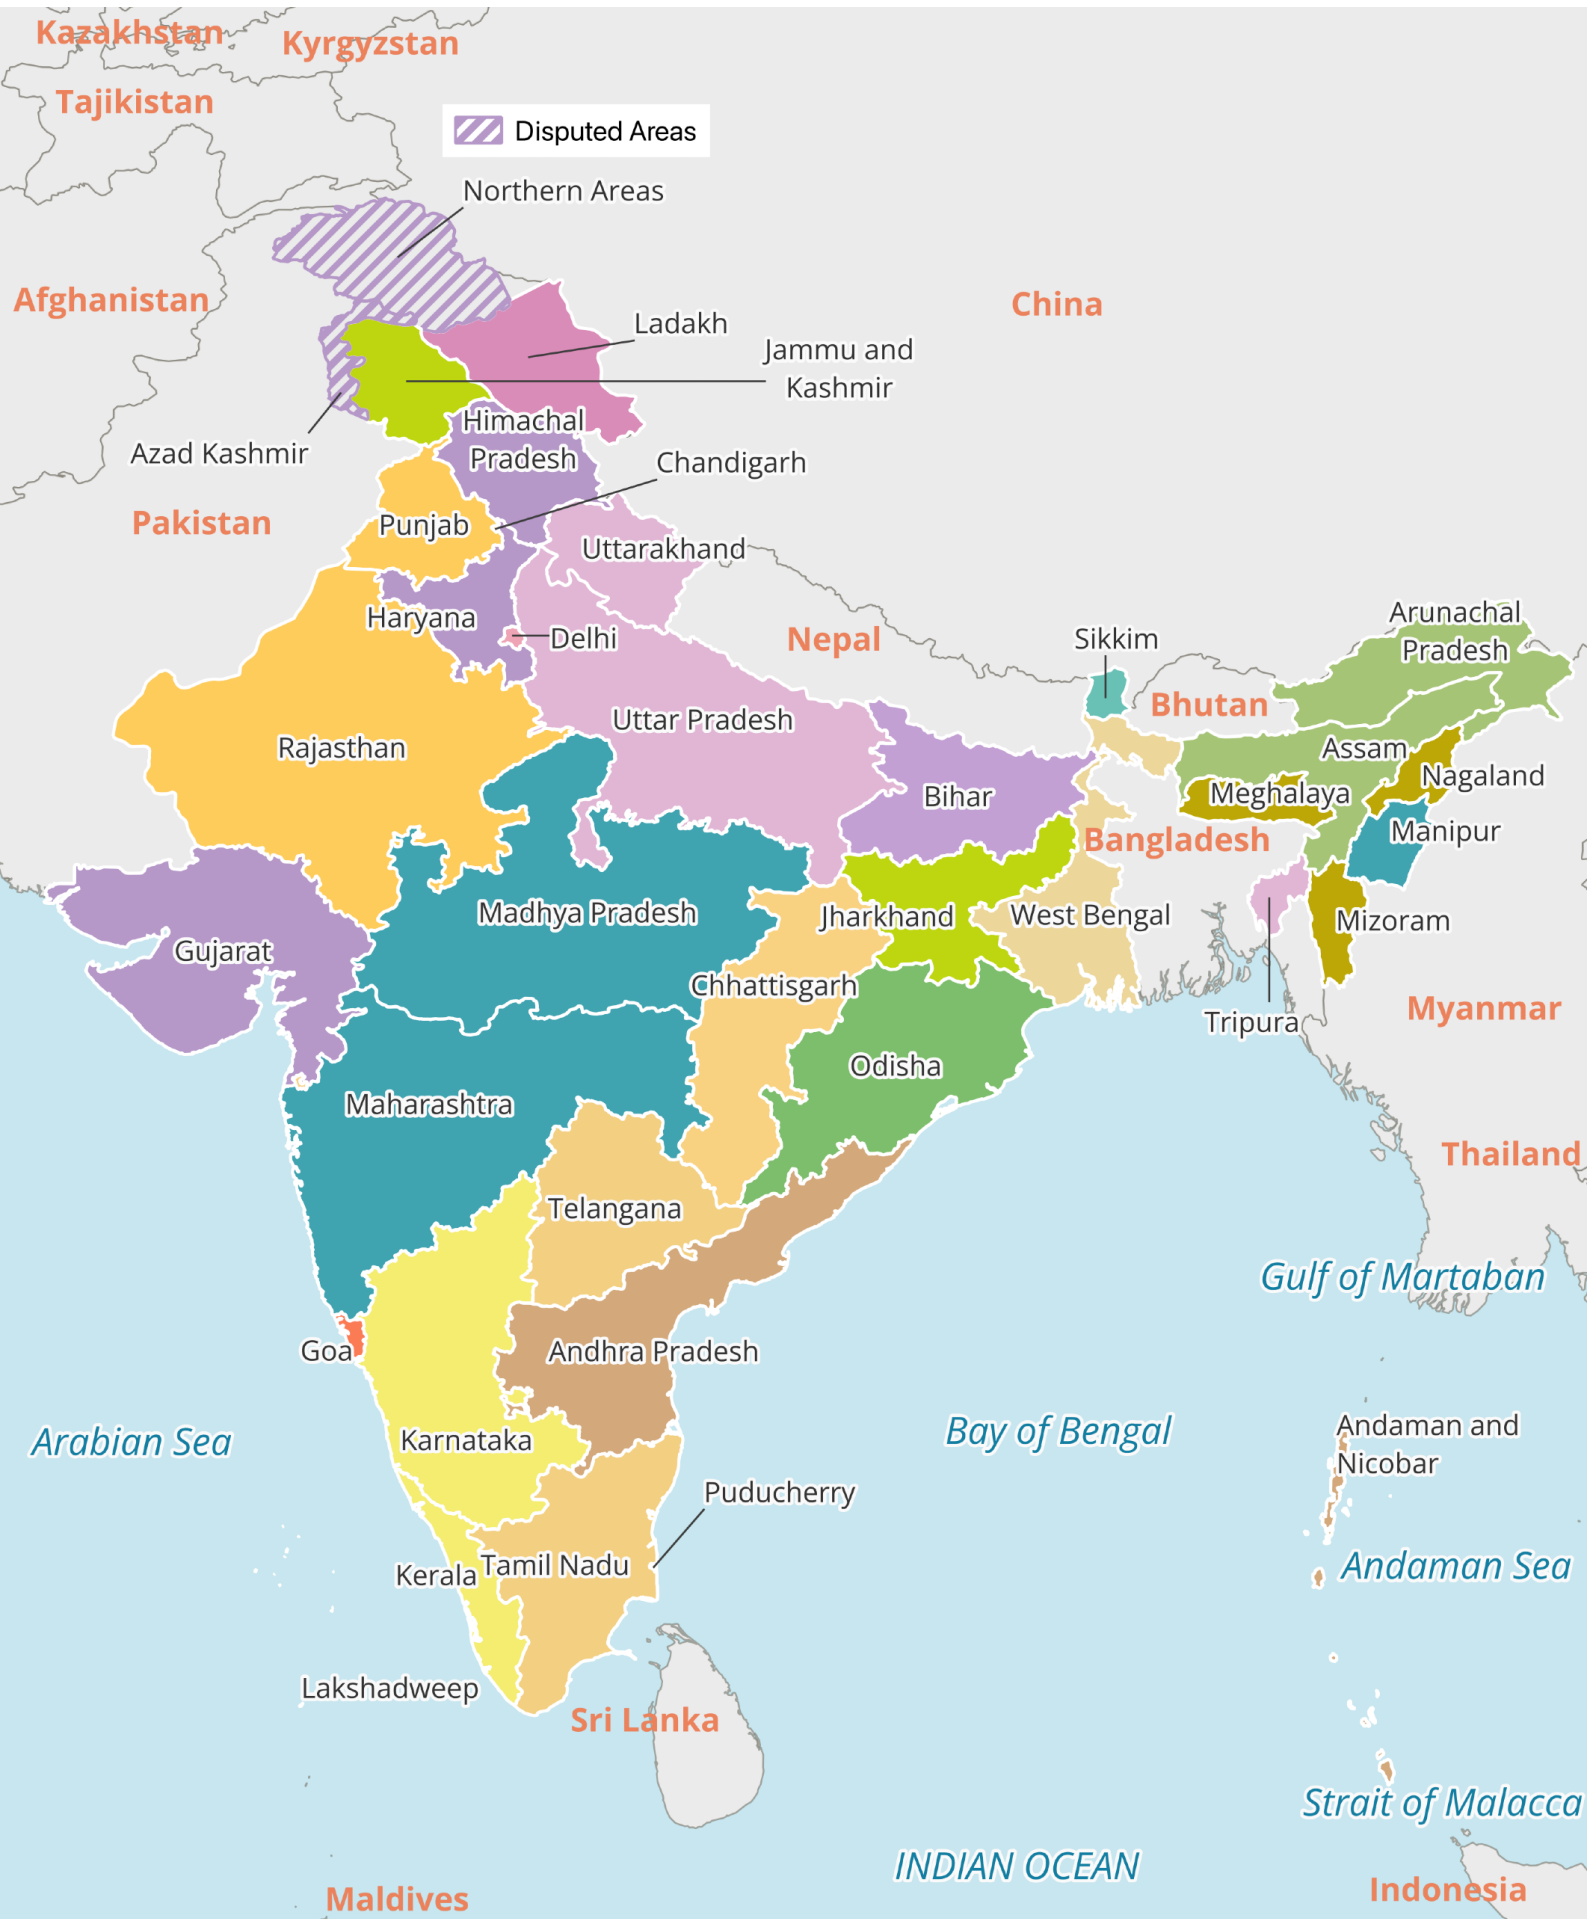 Kazakhstan
Kyrgyzstan
Tajikistan
Disputed Areas
Northern Areas
Afghanistan
China
Ladakh
Jammu and
Kashmir
Himachal
Pradesh
Azad Kashmir
Chandigarh
Pakistan
Punjab
Uttarakhand
Haryana
Delhi
Nepal
Sikkim
Arunachal
Pradesh
Bhutan
Uttar Pradesh
Rajasthan
Assam
Nagaland
Bihar
Meghalaya
Bangladesh
Manipur
Madhya Pradesh
Jharkhand
West Bengal
Mizoram
Gujarat
Chhattisgarh
Myanmar
Tripura
Odisha
Maharashtra
Thailand
Telangana
Gulf of Martaban
Goa
Andhra Pradesh
Arabian Sea
Karnataka
Bay of Bengal
Andaman and
Nicobar
Puducherry
Kerala
Tamil Nadu
Andaman Sea
Lakshadweep
Sri Lanka
Strait of Malacca
INDIAN OCEAN
Maldives
Indonesia